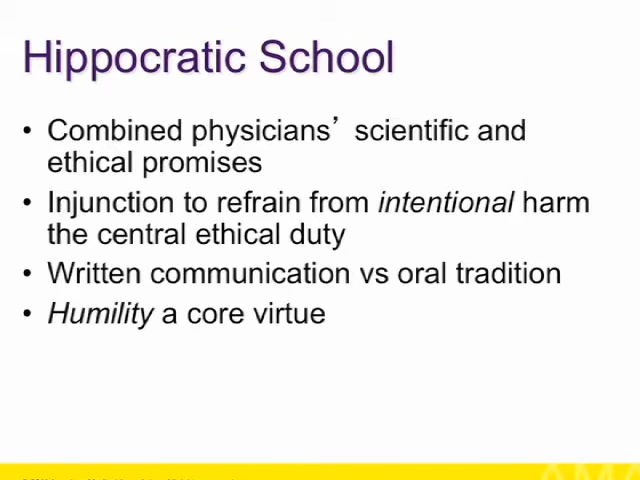 Hippocratic School
• Combined physicians’ scientific and
ethical promises
• Injunction to refrain from intentional harm
the central ethical duty
• Written communication vs oral tradition
• Humility a core virtue